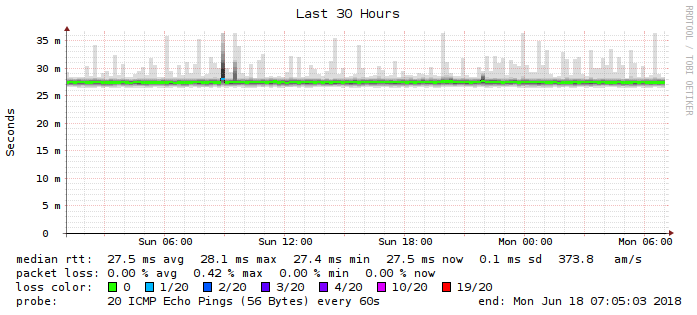 Last 30 Hours
RRDTOOL / TOBI OETIKER
Seconds
35 m
30 m
25 m
20 m
15 m
10 m
5 m
0
Sun 06:00 Sun 12:00 Sun 18:00 Mon 00:00 Mon 06:00
median rtt: 27.5 ms avg 28.1 ms max 27.4 ms min 27.5 ms now 0.1 ms sd 373.8 am/s
packet loss: 0.00 % avg 0.42 % max 0.00 % min 0.00 % now
loss color: 0 1/20 2/20 3/20 4/20 10/20 19/20
probe: 20 ICMP Echo Pings (56 Bytes) every 60s end: Mon Jun 18 07:05:03 2018